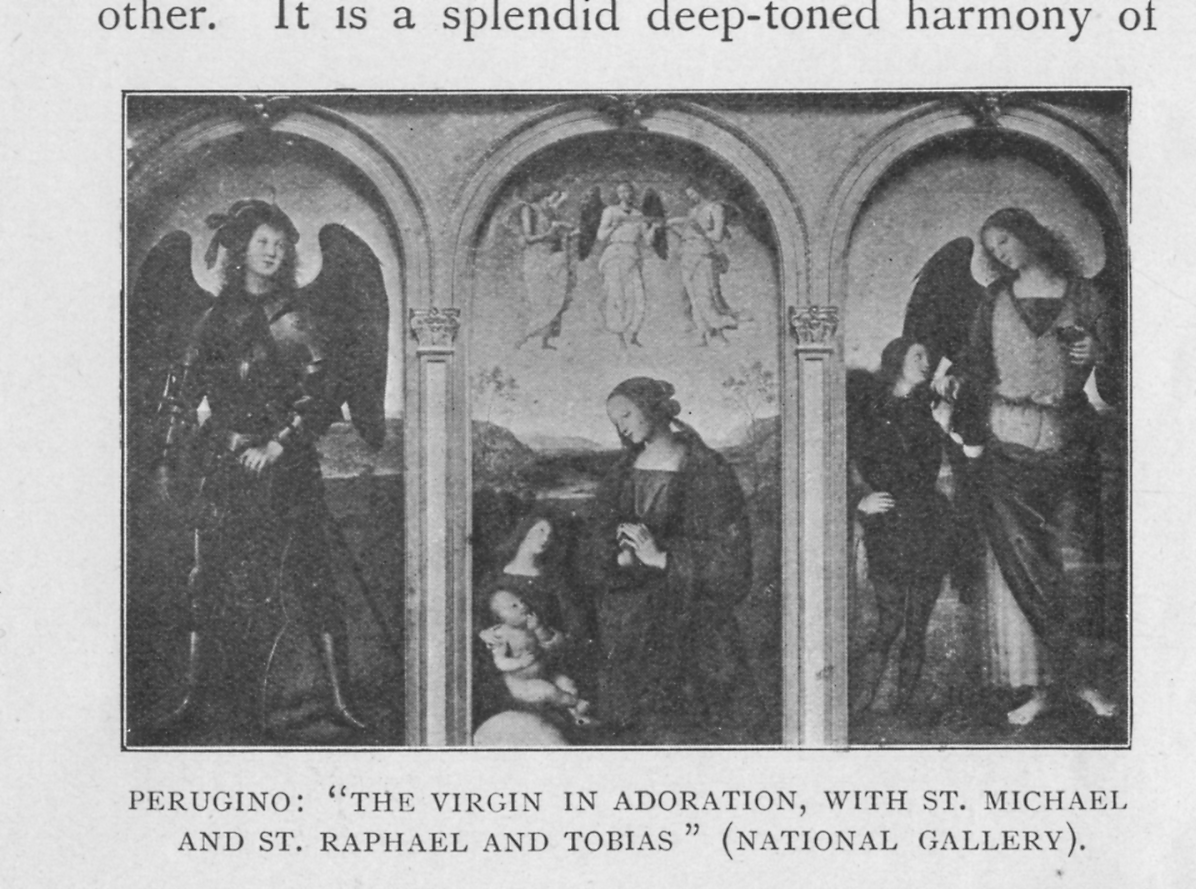 other. It is a splendid deep-toned harmony of
PERUGINO: “THE VIRGIN IN ADORATION, WITH ST. MICHAEL
AND ST. RAPHAEL AND TOBIAS ” (NATIONAL GALLERY).